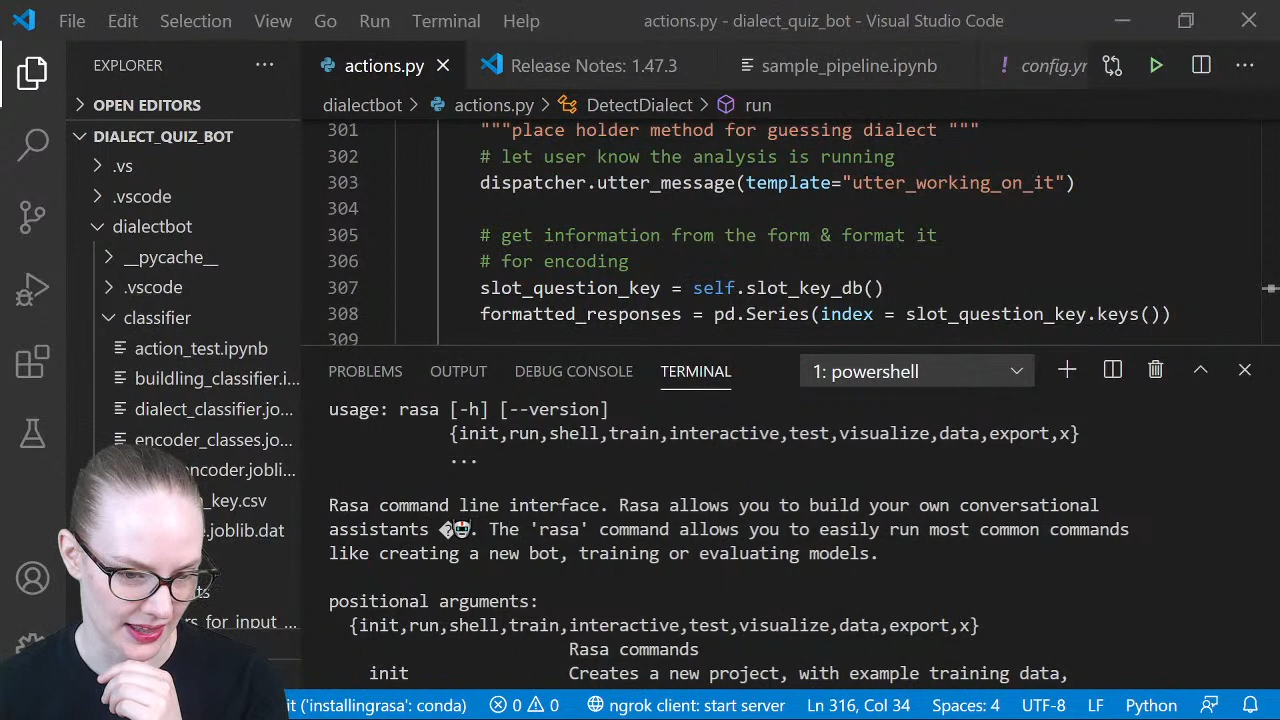 File Edit Selection View Go Run Terminal Help actions.py - dialect_quiz_bot - Visual Studio Code
EXPLORER
actions.py Release Notes: 1.47.3 sample_pipeline.ipynb ! config.yr
OPEN EDITORS
dialectbot > actions.py > DetectDialect > run
DIALECT_QUIZ_BOT
.vs
.vscode
dialectbot
__pycache__
.vscode
classifier
action_test.ipynb
buildling_classifier.i...
dialect_classifier.jo...
encoder_classes.jo...
ncoder.jobli...
_key.csv
e.joblib.dat
ts
rs_for_input_...
301 """place holder method for guessing dialect """
302 # let user know the analysis is running
303 dispatcher.utter_message(template="utter_working_on_it")
304
305 # get information from the form & format it
306 # for encoding
307 slot_question_key = self.slot_key_db()
308 formatted_responses = pd.Series(index = slot_question_key.keys())
309
PROBLEMS OUTPUT DEBUG CONSOLE TERMINAL 1: powershell
usage: rasa [-h] [--version]
{init,run,shell,train,interactive,test,visualize,data,export,x}
...
Rasa command line interface. Rasa allows you to build your own conversational
assistants �🤖. The 'rasa' command allows you to easily run most common commands
like creating a new bot, training or evaluating models.
positional arguments:
{init,run,shell,train,interactive,test,visualize,data,export,x}
Rasa commands
init Creates a new project, with example training data,
it ('installingrasa': conda) 0 0 ngrok client: start server Ln 316, Col 34 Spaces: 4 UTF-8 LF Python